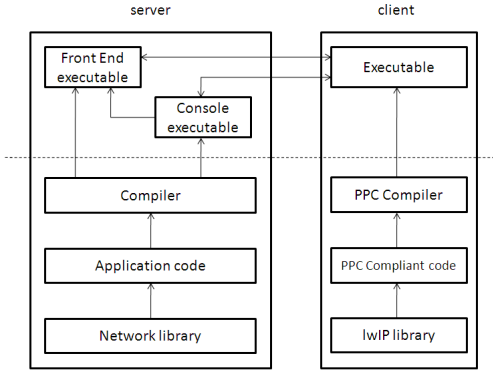 server
client
Front End
executable
Executable
Console
executable
Compiler
PPC Compiler
Application code
PPC Compliant code
Network library
lwIP library